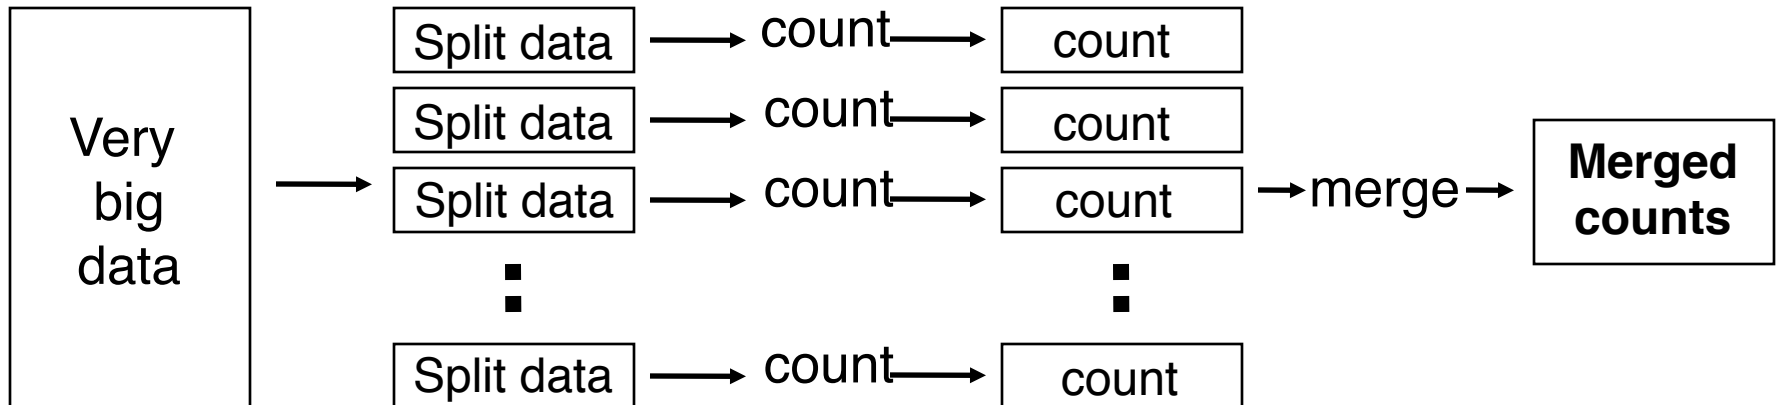 Very
big
data
Split data
count
count
Split data
count
count
Split data
count
count
Split data
count
count
merge
Merged
counts